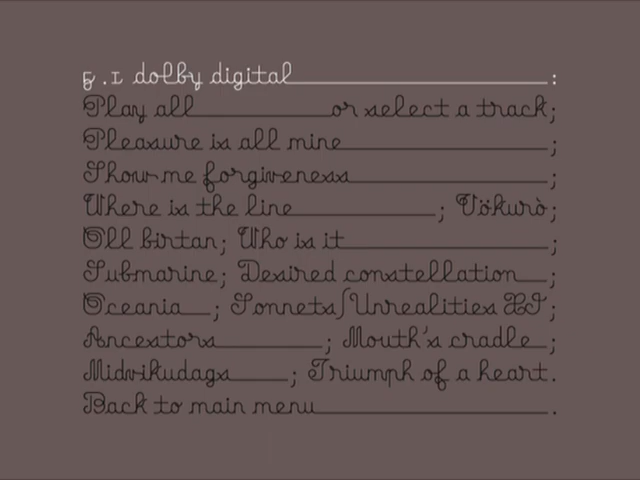 5.1 dolby digital :
Play all or select a track;
Pleasure is all mine ;
Show me forgiveness ;
Where is the line ; Vökuró;
Öll birtan; Who is it ;
Submarine; Desired constellation ;
Oceania ; Sonnets/Unrealities XI;
Ancestors ; Mouth's cradle ;
Miðvikudags ; Triumph of a heart.
Back to main menu .